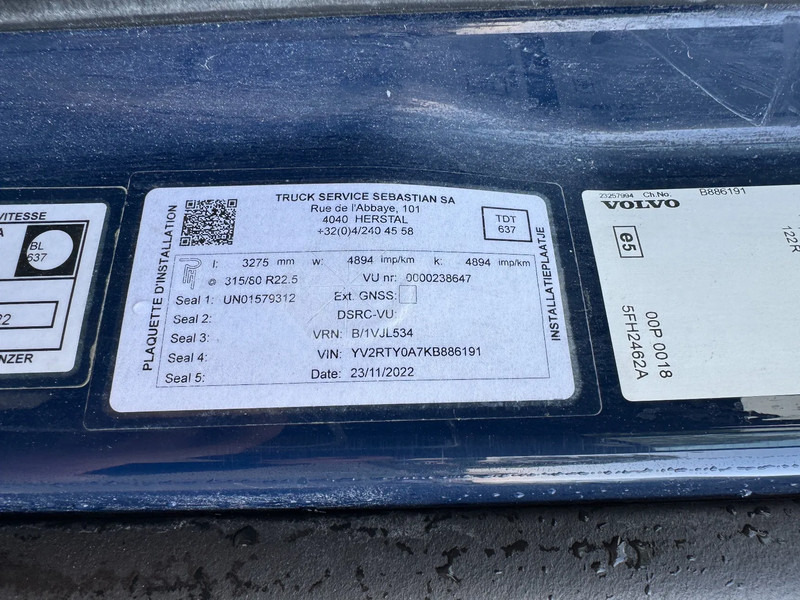 VITESSE
A
BL
637
22
NZER
PLAQUETTE D'INSTALLATION
TRUCK SERVICE SEBASTIAN SA
Rue de l'Abbaye, 101
4040 HERSTAL
+32(0)4/240 45 58
TDT
637
l: 3275 mm w: 4894 imp/km k: 4894 imp/km
315/80 R22.5 VU nr: 0000238647
Seal 1: UN01579312 Ext. GNSS:
Seal 2: DSRC-VU:
Seal 3: VRN: B/1VJL534
Seal 4: VIN: YV2RTY0A7KB886191
Seal 5: Date: 23/11/2022
INSTALLATIEPLAATJE
23257994 Ch.No. B886191
VOLVO
e5
00P 0018
5FH2462A
122R